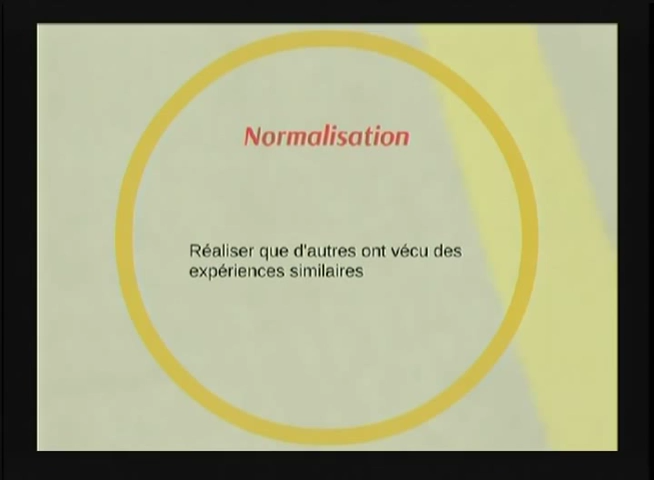 Normalisation
Réaliser que d'autres ont vécu des
expériences similaires